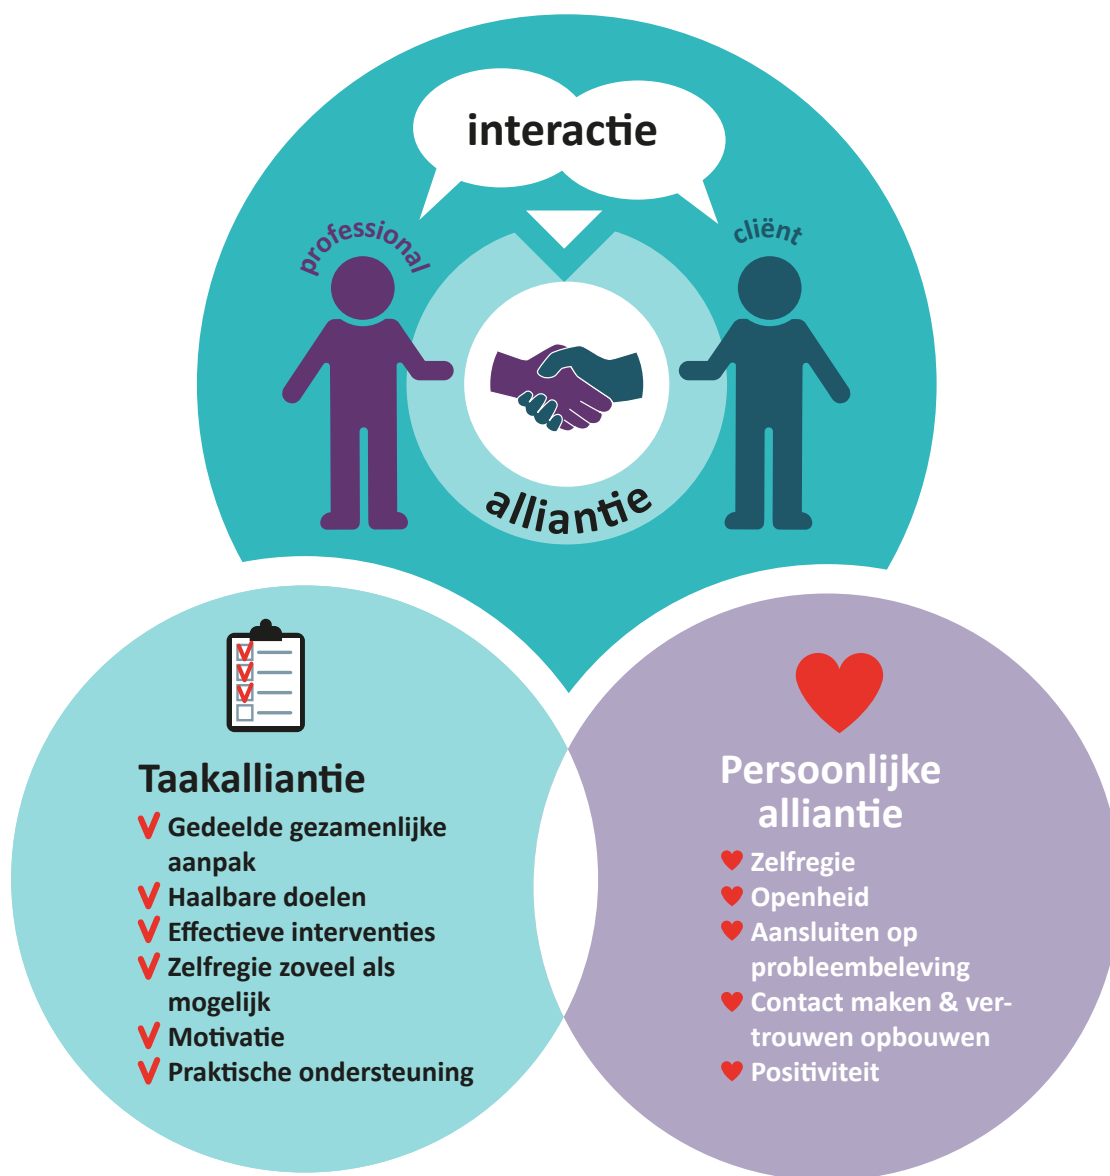 interactie
professional
cliënt
alliantie
Taakalliantie
Gedeelde gezamenlijke
aanpak
Haalbare doelen
Effectieve interventies
Zelfregie zoveel als
mogelijk
Motivatie
Praktische ondersteuning
Persoonlijke
alliantie
Zelfregie
Openheid
Aansluiten op
probleembeleving
Contact maken & ver-
trouwen opbouwen
Positiviteit